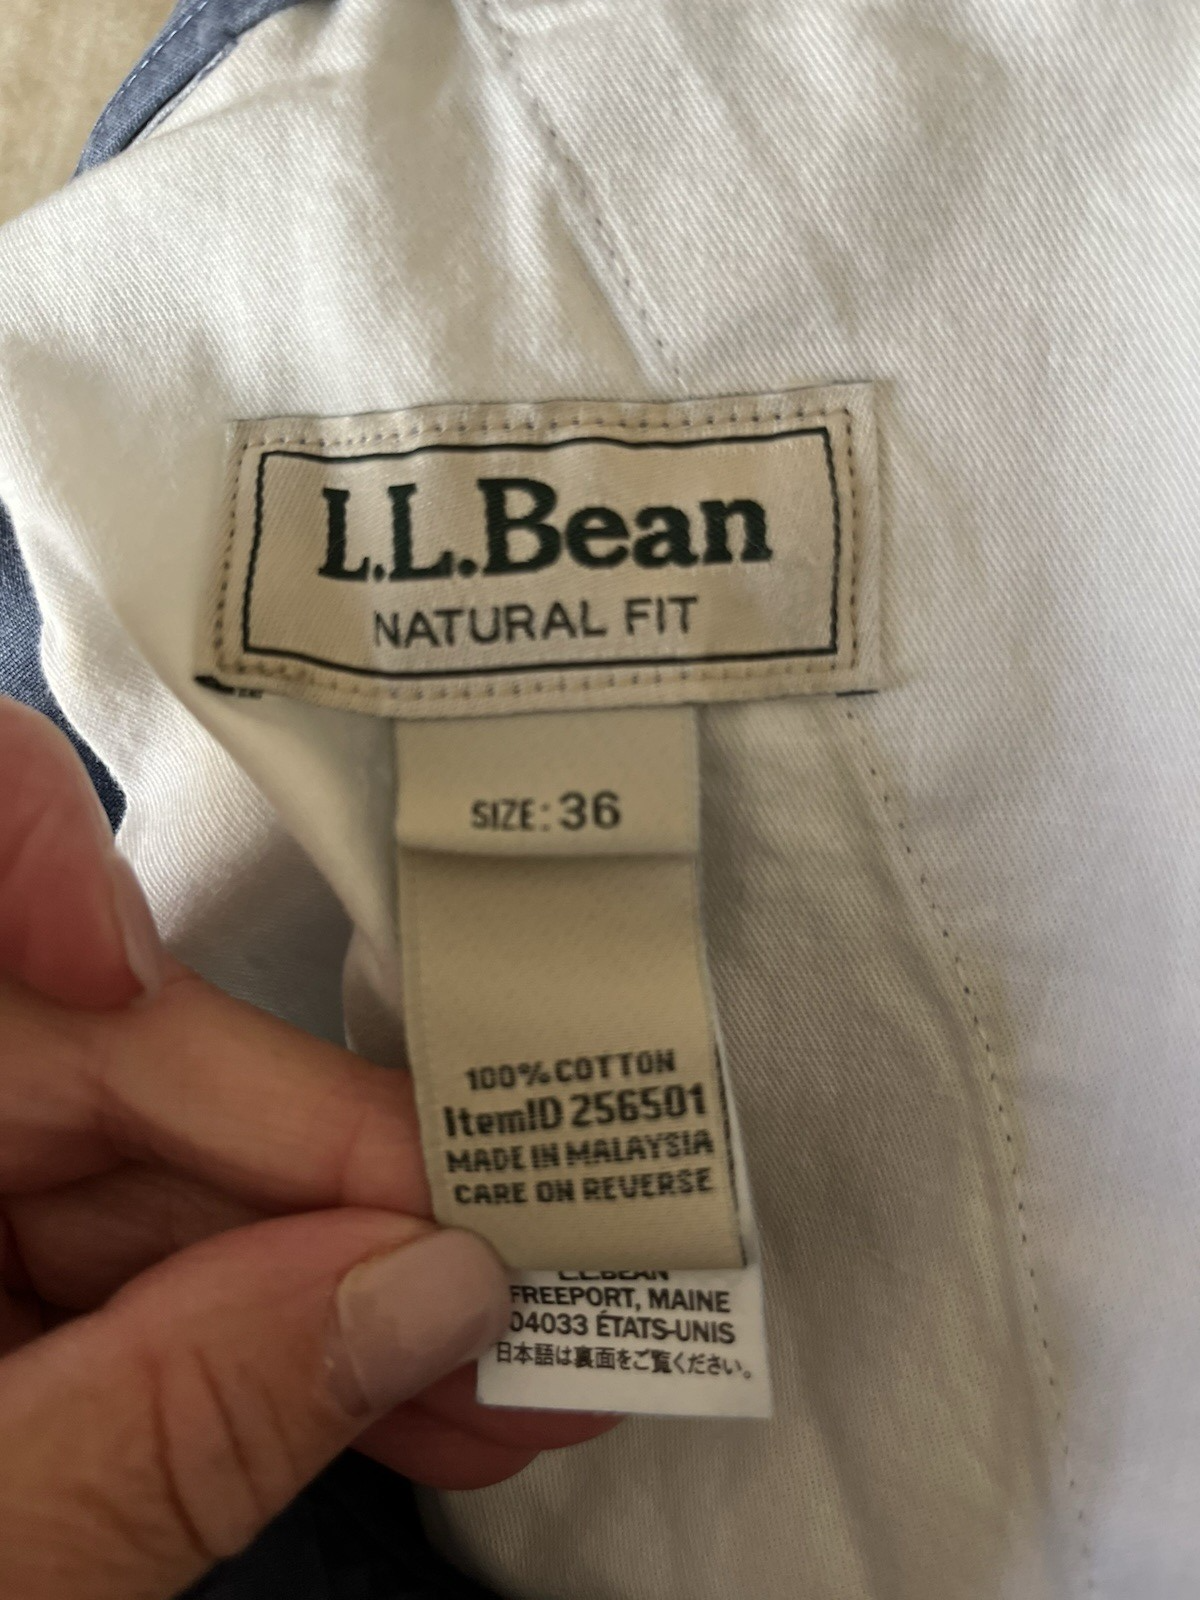 L.L.Bean
NATURAL FIT
SIZE: 36
100% COTTON
ItemID 256501
MADE IN MALAYSIA
CARE ON REVERSE
L.L.BEAN
FREEPORT, MAINE
04033 ÉTATS-UNIS
日本語は裏面をご覧ください。